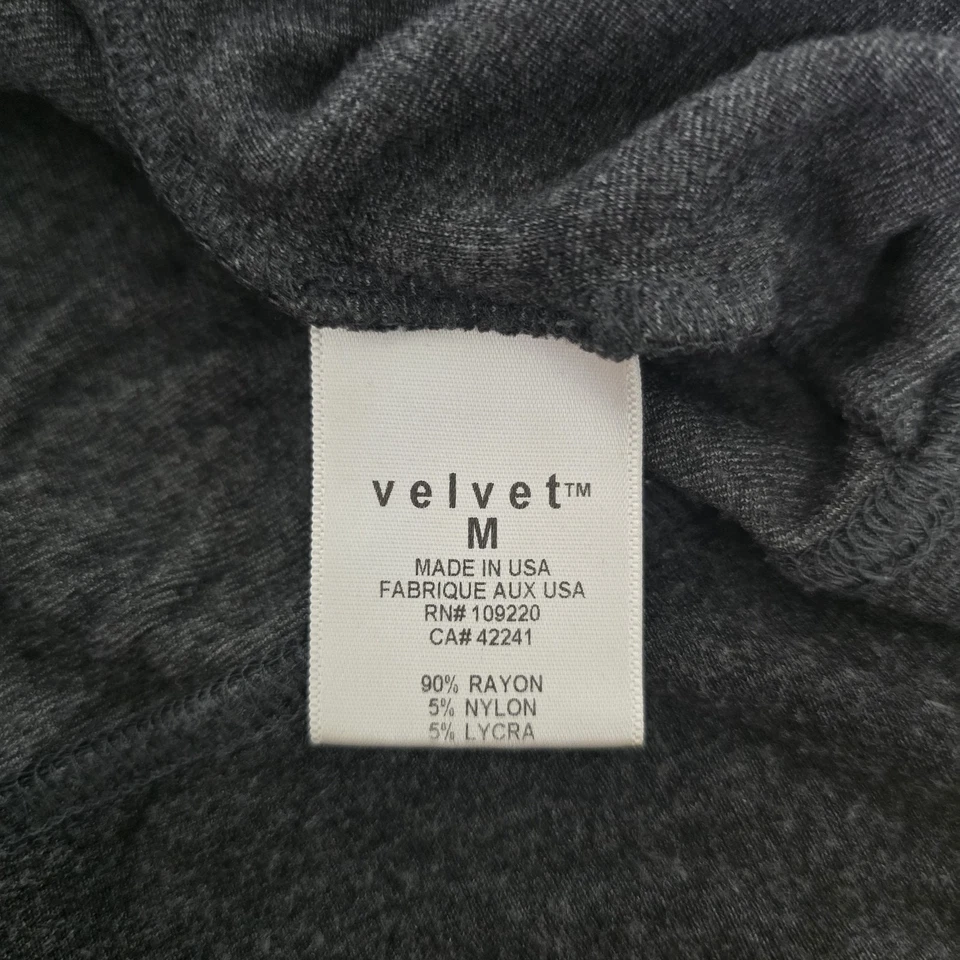 velvet™
M
MADE IN USA
FABRIQUE AUX USA
RN# 109220
CA# 42241
90% RAYON
5% NYLON
5% LYCRA